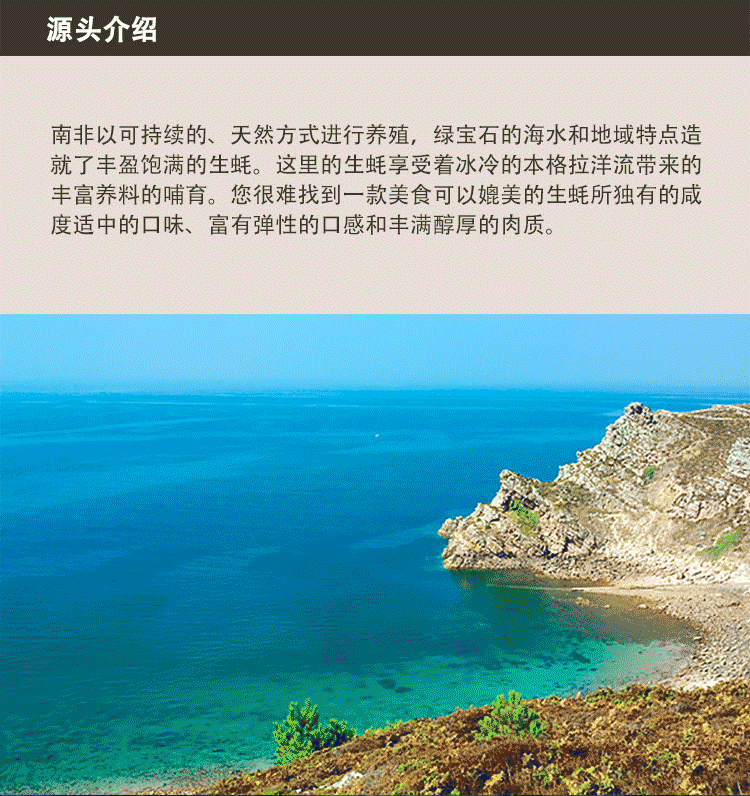 源头介绍
南非以可持续的、天然方式进行养殖，绿宝石的海水和地域特点造
就了丰盈饱满的生蚝。这里的生蚝享受着冰冷的本格拉洋流带来的
丰富养料的哺育。您很难找到一款美食可以媲美的生蚝所独有的咸
度适中的口味、富有弹性的口感和丰满醇厚的肉质。